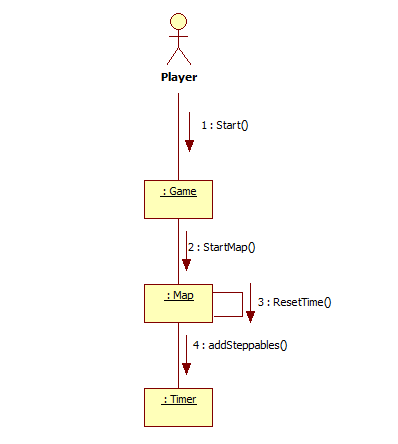 Player
1 : Start()
: Game
2 : StartMap()
: Map
3 : ResetTime()
4 : addSteppables()
: Timer